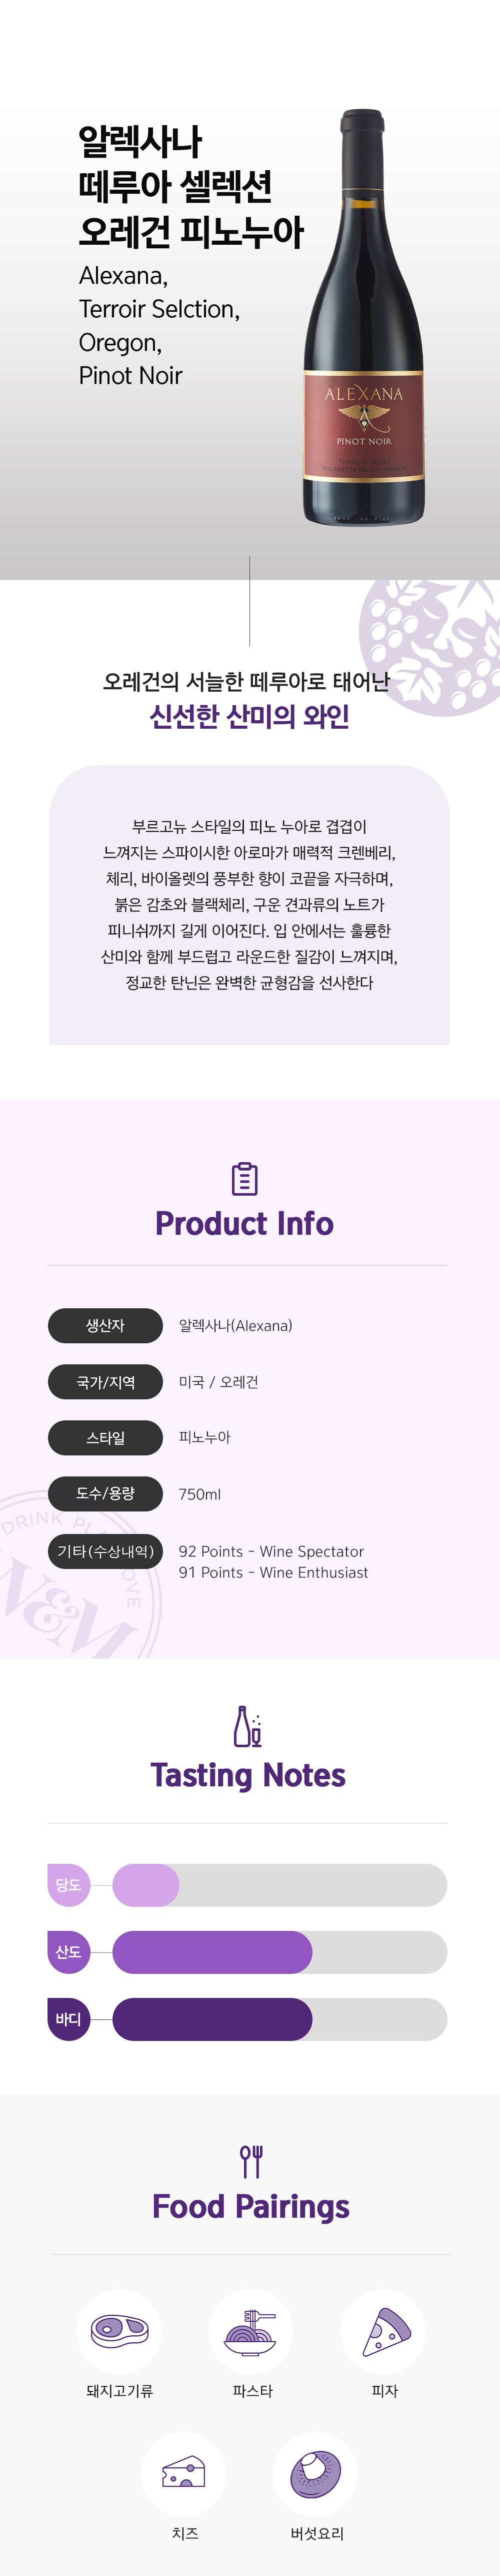 알렉사나
떼루아 셀렉션
오레건 피노누아
Alexana,
Terroir Selction,
Oregon,
Pinot Noir
ALEXANA
PINOT NOIR
오레건의 서늘한 떼루아로 태어난
신선한 산미의 와인
부르고뉴 스타일의 피노 누아로 겹겹이
느껴지는 스파이시한 아로마가 매력적 크렌베리,
체리, 바이올렛의 풍부한 향이 코끝을 자극하며,
붉은 감초와 블랙체리, 구운 견과류의 노트가
피니쉬까지 길게 이어진다. 입 안에서는 훌륭한
산미와 함께 부드럽고 라운드한 질감이 느껴지며,
정교한 탄닌은 완벽한 균형감을 선사한다
Product Info
생산자 알렉사나(Alexana)
국가/지역 미국 / 오레건
스타일 피노누아
도수/용량 750ml
기타(수상내역) 92 Points - Wine Spectator
91 Points - Wine Enthusiast
DRINK
W&M
Tasting Notes
당도
산도
바디
Food Pairings
돼지고기류 파스타 피자
치즈 버섯요리